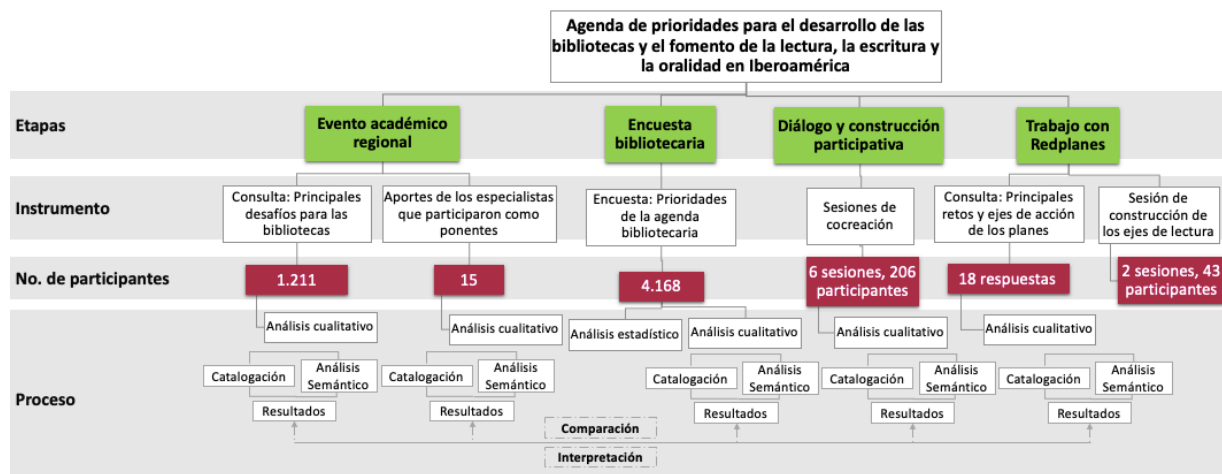 Agenda de prioridades para el desarrollo de las
bibliotecas y el fomento de la lectura, la escritura y
la oralidad en Iberoamérica
Etapas
Evento académico
regional
Encuesta
bibliotecaria
Diálogo y construcción
participativa
Trabajo con
Redplanes
Instrumento
Consulta: Principales
desafíos para las
bibliotecas
Aportes de los especialistas
que participaron como
ponentes
Encuesta: Prioridades
de la agenda
bibliotecaria
Sesiones de
cocreación
Consulta: Principales
retos y ejes de acción
de los planes
Sesión de
construcción de
los ejes de lectura
No. de participantes
1.211
15
4.168
6 sesiones, 206
participantes
18 respuestas
2 sesiones, 43
participantes
Análisis cualitativo
Análisis cualitativo
Análisis estadístico
Análisis cualitativo
Análisis cualitativo
Análisis cualitativo
Proceso
Catalogación
Análisis
Semántico
Resultados
Catalogación
Análisis
Semántico
Resultados
Catalogación
Análisis
Semántico
Resultados
Catalogación
Análisis
Semántico
Resultados
Catalogación
Análisis
Semántico
Resultados
Comparación
Interpretación